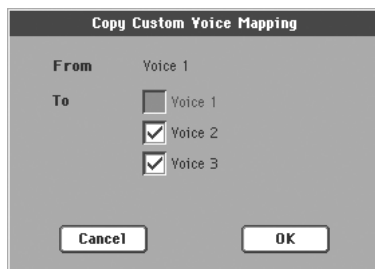 Copy Custom Voice Mapping
From Voice 1
To Voice 1
Voice 2
Voice 3
Cancel OK